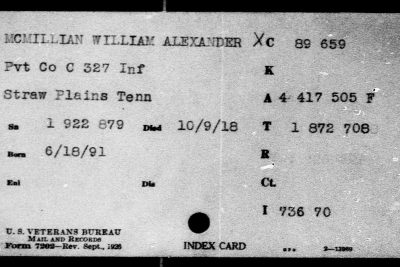 MCMILLIAN WILLIAM ALEXANDER X C 89 659
Pvt Co C 327 Inf K
Straw Plains Tenn A 4 417 505 F
Sn 1 922 879 Died 10/9/18 T 1 872 708
Born 6/18/91 R
Enl Dis Ct.
I 736 70
U. S. VETERANS BUREAU
MAIL AND RECORDS
Form 7202—Rev. Sept., 1926 INDEX CARD 2—12969